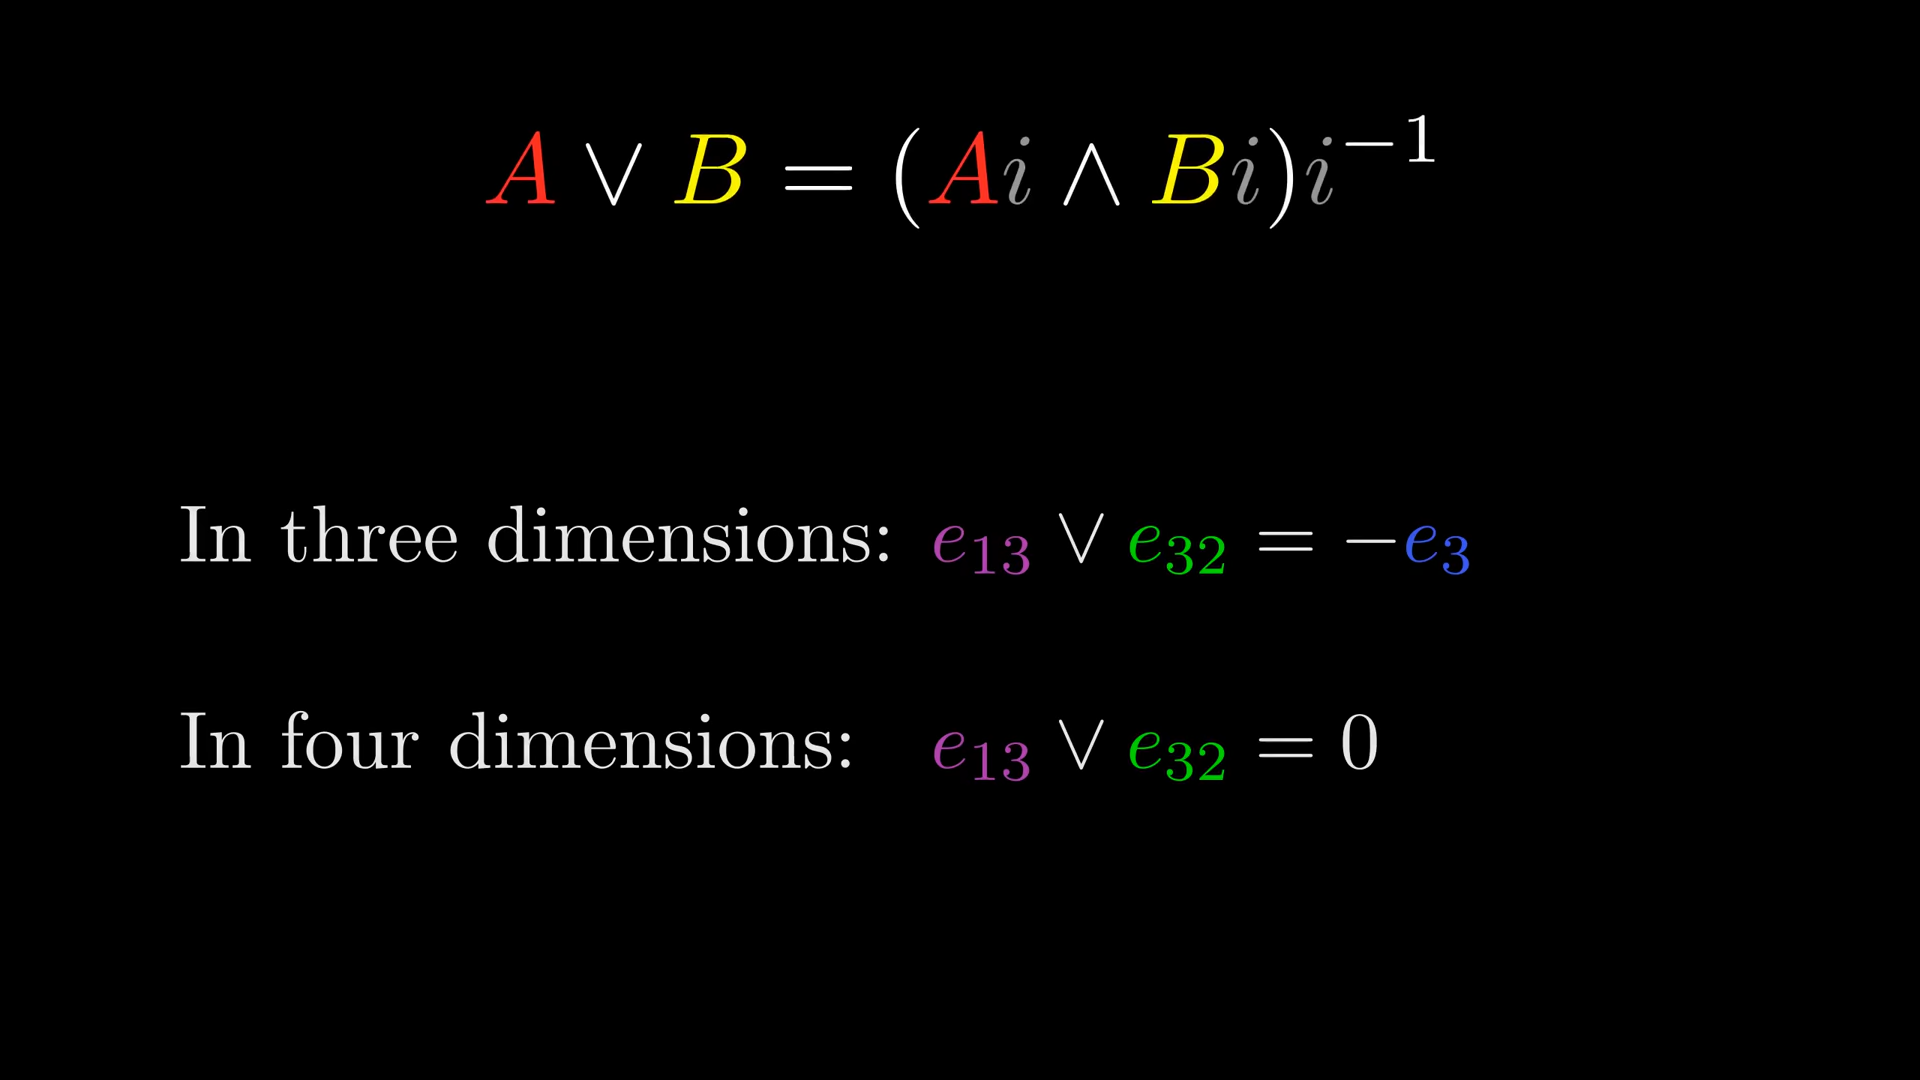 A ∨ B = (Ai ∧ Bi)i⁻¹
In three dimensions: e₁₃ ∨ e₃₂ = −e₃
In four dimensions: e₁₃ ∨ e₃₂ = 0